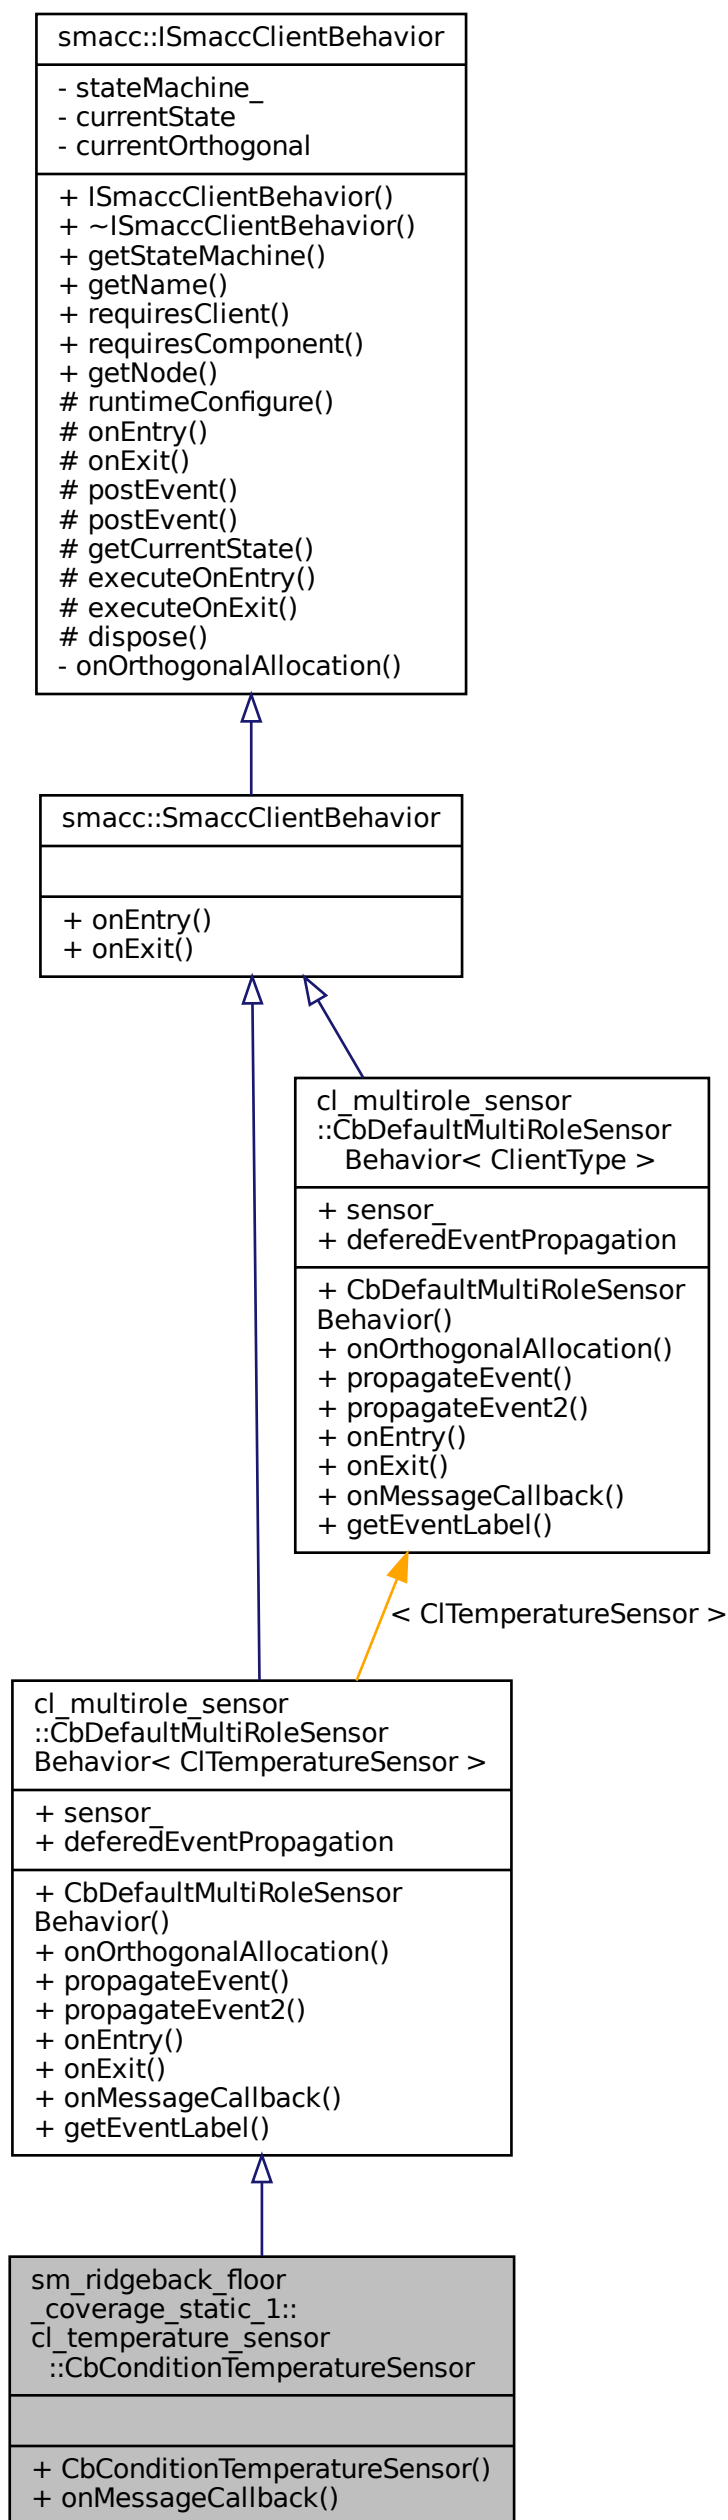 smacc::ISmaccClientBehavior
- stateMachine_
- currentState
- currentOrthogonal
+ ISmaccClientBehavior()
+ ~ISmaccClientBehavior()
+ getStateMachine()
+ getName()
+ requiresClient()
+ requiresComponent()
+ getNode()
# runtimeConfigure()
# onEntry()
# onExit()
# postEvent()
# postEvent()
# getCurrentState()
# executeOnEntry()
# executeOnExit()
# dispose()
- onOrthogonalAllocation()
smacc::SmaccClientBehavior
+ onEntry()
+ onExit()
cl_multirole_sensor
::CbDefaultMultiRoleSensor
Behavior< ClientType >
+ sensor_
+ deferedEventPropagation
+ CbDefaultMultiRoleSensor
Behavior()
+ onOrthogonalAllocation()
+ propagateEvent()
+ propagateEvent2()
+ onEntry()
+ onExit()
+ onMessageCallback()
+ getEventLabel()
< ClTemperatureSensor >
cl_multirole_sensor
::CbDefaultMultiRoleSensor
Behavior< ClTemperatureSensor >
+ sensor_
+ deferedEventPropagation
+ CbDefaultMultiRoleSensor
Behavior()
+ onOrthogonalAllocation()
+ propagateEvent()
+ propagateEvent2()
+ onEntry()
+ onExit()
+ onMessageCallback()
+ getEventLabel()
sm_ridgeback_floor
_coverage_static_1::
cl_temperature_sensor
::CbConditionTemperatureSensor
+ CbConditionTemperatureSensor()
+ onMessageCallback()